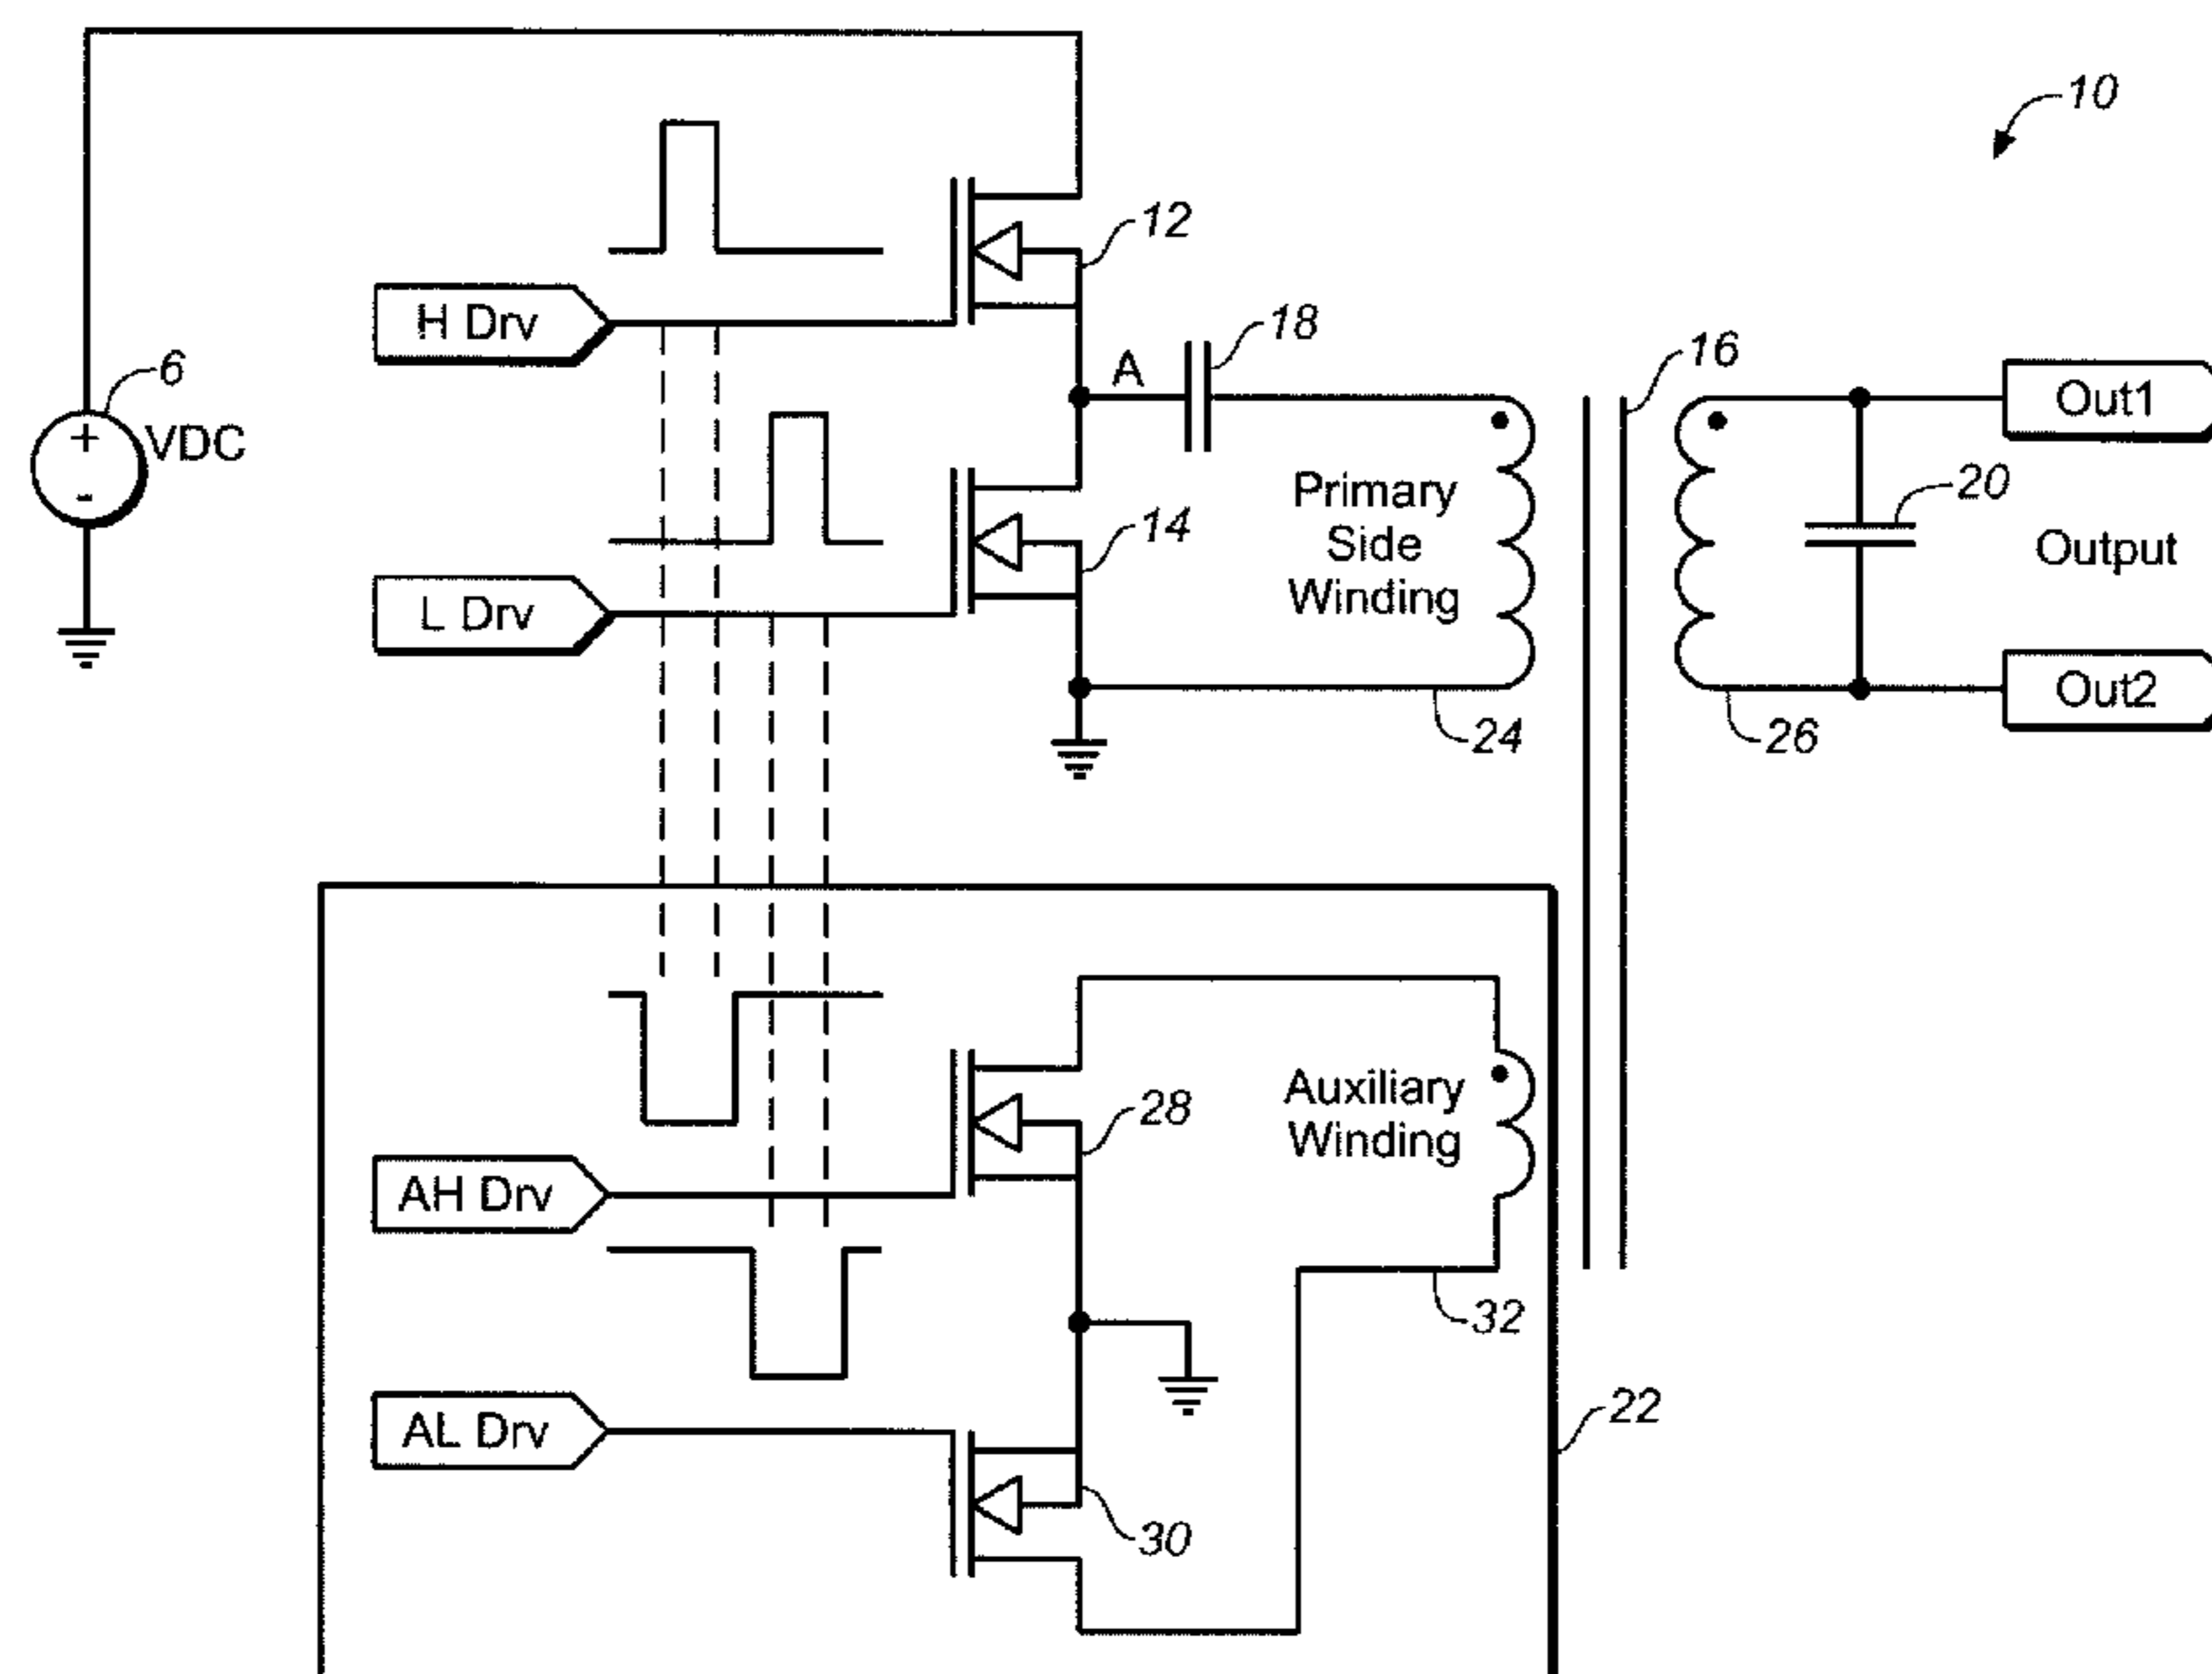 10
12
H Drv
18
A
16
6
+
VDC
-
Out1
Primary
Side
Winding
20
14
Output
L Drv
Out2
24
26
28
Auxiliary
Winding
AH Drv
32
22
AL Drv
30